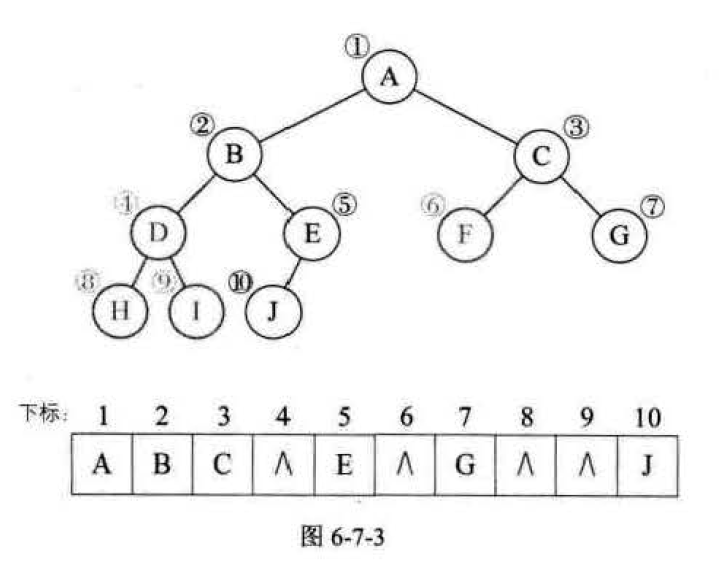 ①
A
②
B
③
C
④
D
⑤
E
⑥
F
⑦
G
⑧
H
⑨
I
⑩
J
下标: 1 2 3 4 5 6 7 8 9 10
A B C ∧ E ∧ G ∧ ∧ J
图 6-7-3